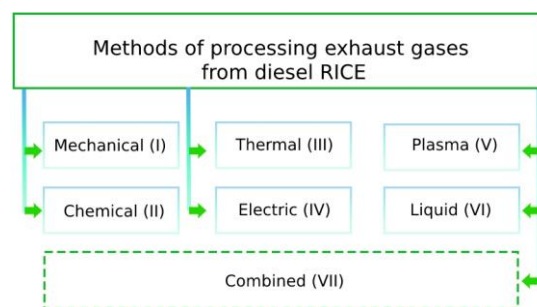 Methods of processing exhaust gases
from diesel RICE
Mechanical (I)
Thermal (III)
Plasma (V)
Chemical (II)
Electric (IV)
Liquid (VI)
Combined (VII)